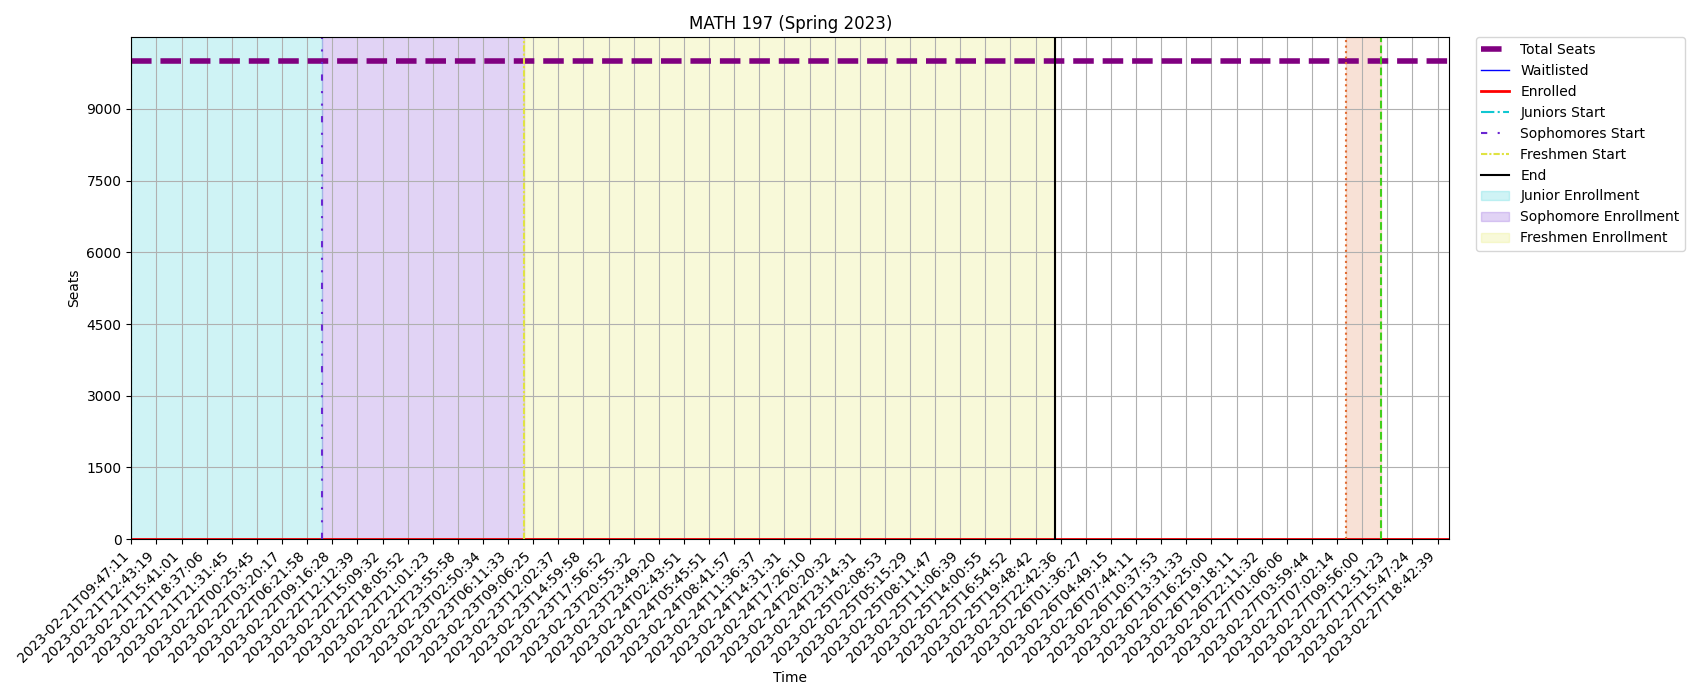 MATH 197 (Spring 2023)
Total Seats
Waitlisted
Enrolled
Juniors Start
Sophomores Start
Freshmen Start
End
Junior Enrollment
Sophomore Enrollment
Freshmen Enrollment
Seats
9000
7500
6000
4500
3000
1500
0
2023-02-21T09:47:11
2023-02-21T12:43:19
2023-02-21T15:41:01
2023-02-21T18:37:06
2023-02-21T21:31:45
2023-02-22T00:25:45
2023-02-22T03:20:17
2023-02-22T06:21:58
2023-02-22T09:16:28
2023-02-22T12:12:39
2023-02-22T15:09:32
2023-02-22T18:05:52
2023-02-22T21:01:23
2023-02-22T23:55:58
2023-02-23T02:50:34
2023-02-23T06:11:33
2023-02-23T09:06:25
2023-02-23T12:02:37
2023-02-23T14:59:58
2023-02-23T17:56:52
2023-02-23T20:55:32
2023-02-23T23:49:20
2023-02-24T02:43:51
2023-02-24T05:45:51
2023-02-24T08:41:57
2023-02-24T11:36:37
2023-02-24T14:31:31
2023-02-24T17:26:10
2023-02-24T20:20:32
2023-02-24T23:14:31
2023-02-25T02:08:53
2023-02-25T05:15:29
2023-02-25T08:11:47
2023-02-25T11:06:39
2023-02-25T14:00:55
2023-02-25T16:54:52
2023-02-25T19:48:42
2023-02-25T22:42:36
2023-02-26T01:36:27
2023-02-26T04:49:15
2023-02-26T07:44:11
2023-02-26T10:37:53
2023-02-26T13:31:33
2023-02-26T16:25:00
2023-02-26T19:18:11
2023-02-26T22:11:32
2023-02-27T01:06:06
2023-02-27T03:59:44
2023-02-27T07:02:14
2023-02-27T09:56:00
2023-02-27T12:51:23
2023-02-27T15:47:24
2023-02-27T18:42:39
Time